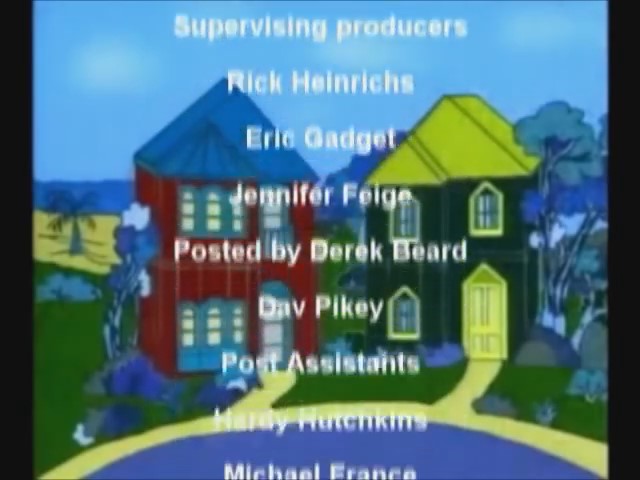 Supervising producers
Rick Heinrichs
Eric Gadget
Jennifer Feige
Posted by Derek Beard
Dav Pikey
Post Assistants
Hardy Hutchkins
Michael France